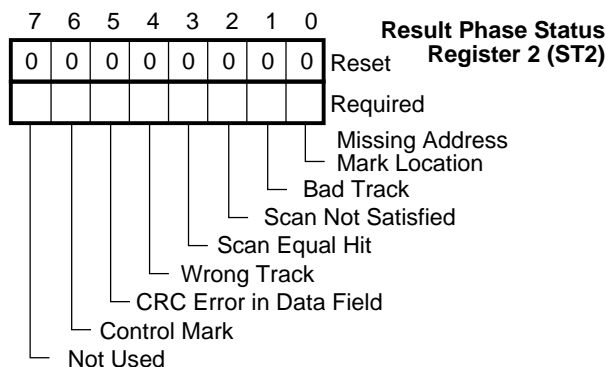 7 6 5 4 3 2 1 0
Result Phase Status
Register 2 (ST2)
0 0 0 0 0 0 0 0 Reset
Required
Missing Address
Mark Location
Bad Track
Scan Not Satisfied
Scan Equal Hit
Wrong Track
CRC Error in Data Field
Control Mark
Not Used